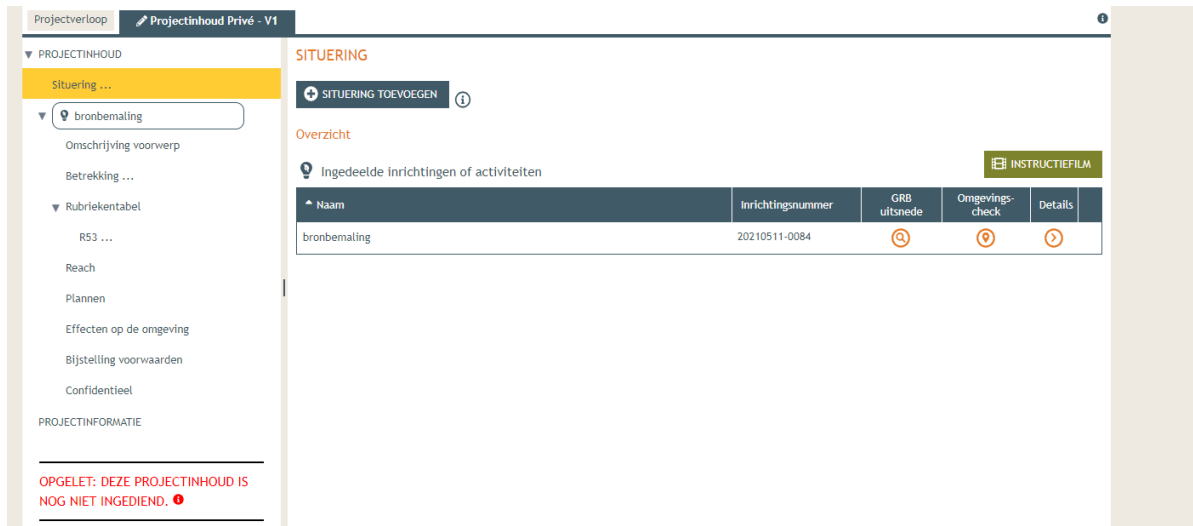 Projectverloop
Projectinhoud Privé - V1
PROJECTINHOUD
Situering ...
bronbemaling
Omschrijving voorwerp
Betrekking ...
Rubriekentabel
R53 ...
Reach
Plannen
Effecten op de omgeving
Bijstelling voorwaarden
Confidentieel
PROJECTINFORMATIE
OPGELET: DEZE PROJECTINHOUD IS
NOG NIET INGEDIEND.
SITUERING
SITUERING TOEVOEGEN
Overzicht
Ingedeelde inrichtingen of activiteiten
INSTRUCTIEFILM
Naam Inrichtingsnummer GRB uitsnede Omgevings-check Details
bronbemaling 20210511-0084